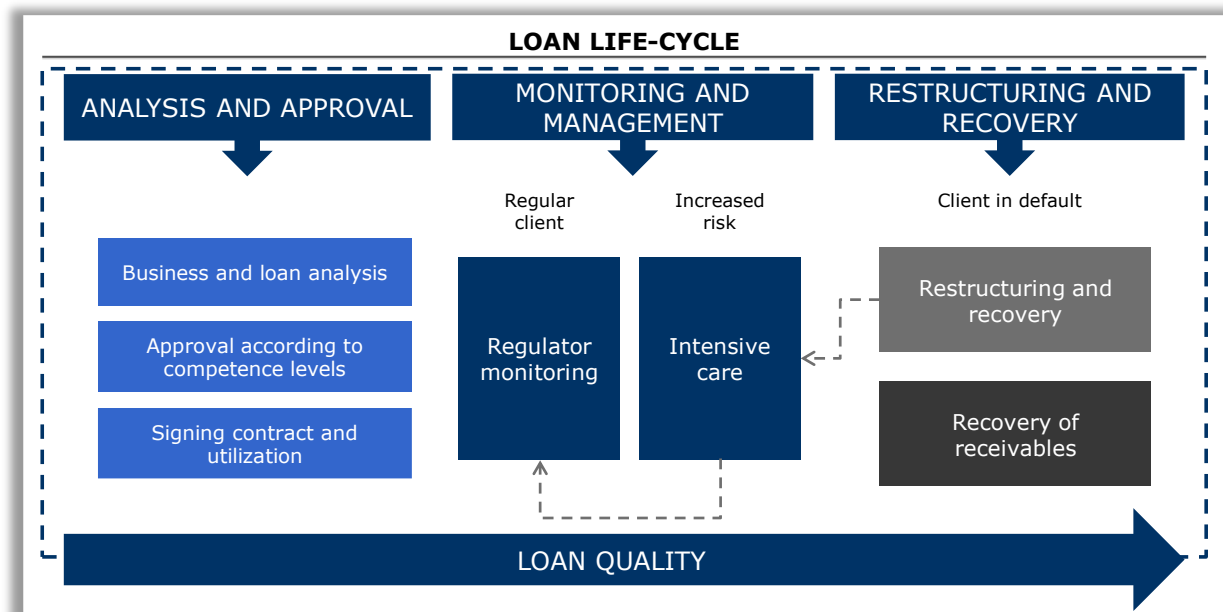 LOAN LIFE-CYCLE
ANALYSIS AND APPROVAL
Business and loan analysis
Approval according to
competence levels
Signing contract and
utilization
MONITORING AND
MANAGEMENT
Regular
client
Regulator
monitoring
Increased
risk
Intensive
care
RESTRUCTURING AND
RECOVERY
Client in default
Restructuring and
recovery
Recovery of
receivables
LOAN QUALITY